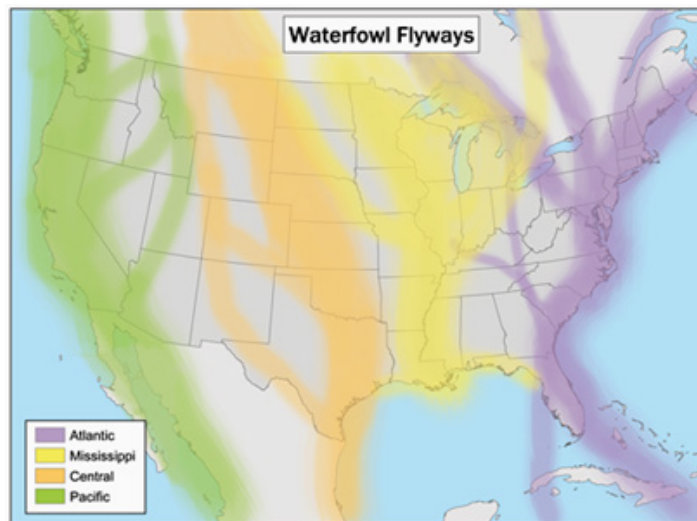 Waterfowl Flyways
Atlantic
Mississippi
Central
Pacific